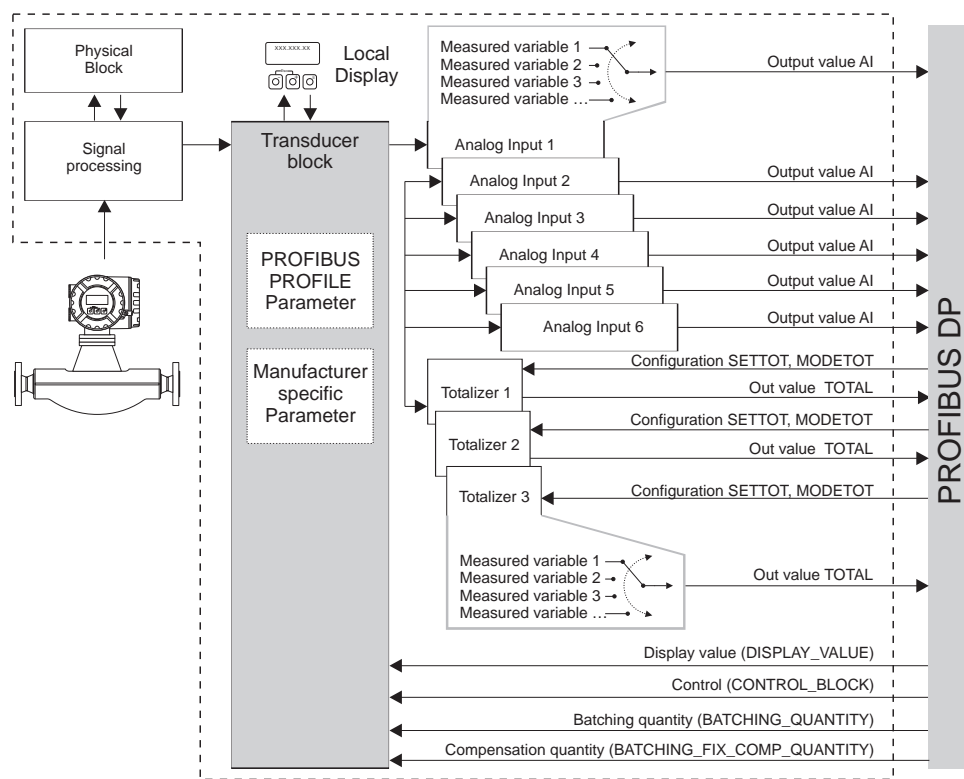 Physical
Block
Signal
processing
XXX.XXX.XX
Local
Display
Transducer
block
PROFIBUS
PROFILE
Parameter
Manufacturer
specific
Parameter
Measured variable 1
Measured variable 2
Measured variable 3
Measured variable …
Analog Input 1
Analog Input 2
Analog Input 3
Analog Input 4
Analog Input 5
Analog Input 6
Output value AI
Output value AI
Output value AI
Output value AI
Output value AI
Output value AI
Totalizer 1
Configuration SETTOT, MODETOT
Out value TOTAL
Totalizer 2
Configuration SETTOT, MODETOT
Out value TOTAL
Totalizer 3
Configuration SETTOT, MODETOT
Measured variable 1
Measured variable 2
Measured variable 3
Measured variable …
Out value TOTAL
Display value (DISPLAY_VALUE)
Control (CONTROL_BLOCK)
Batching quantity (BATCHING_QUANTITY)
Compensation quantity (BATCHING_FIX_COMP_QUANTITY)
PROFIBUS DP